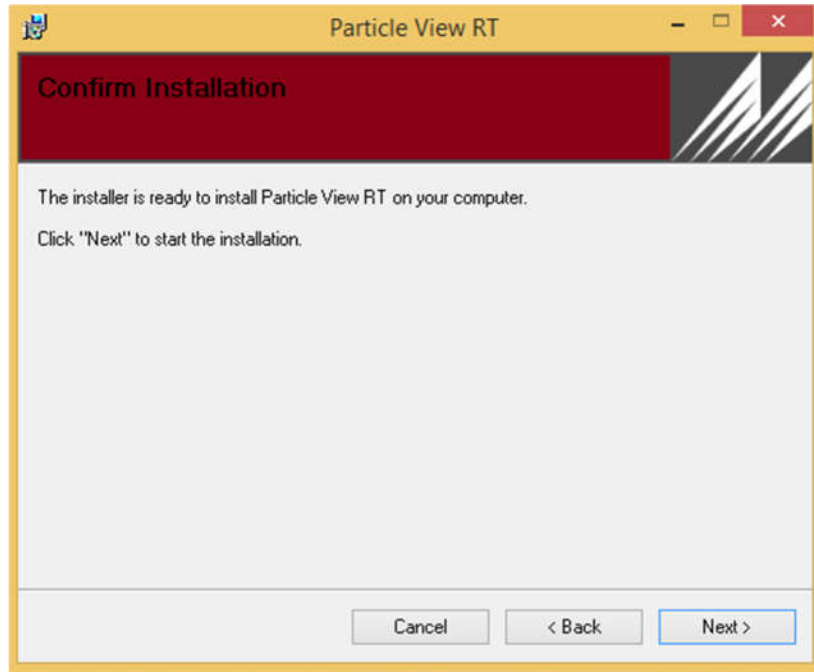 Particle View RT
Confirm Installation
The installer is ready to install Particle View RT on your computer.
Click "Next" to start the installation.
Cancel
< Back
Next >